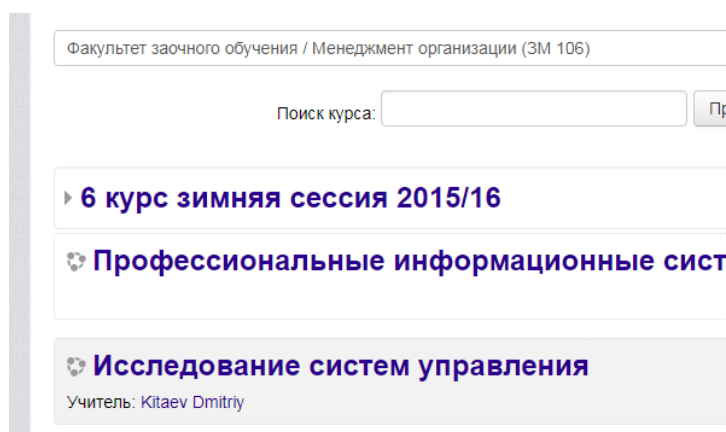 Факультет заочного обучения / Менеджмент организации (ЗМ 106)
Поиск курса:
6 курс зимняя сессия 2015/16
Профессиональные информационные
Исследование систем управления
Учитель: Kitaev Dmitriy